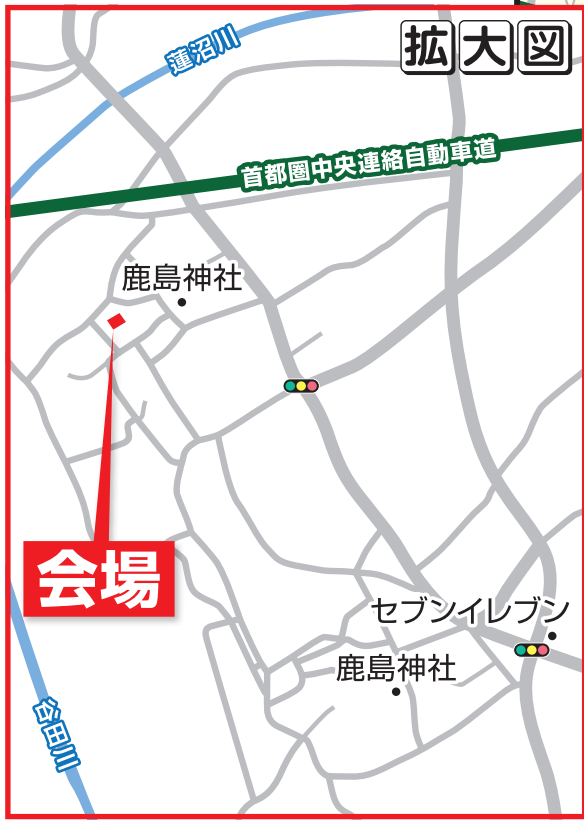 拡大図
蓮沼川
首都圏中央連絡自動車道
鹿島神社
会場
セブンイレブン
鹿島神社
谷田川